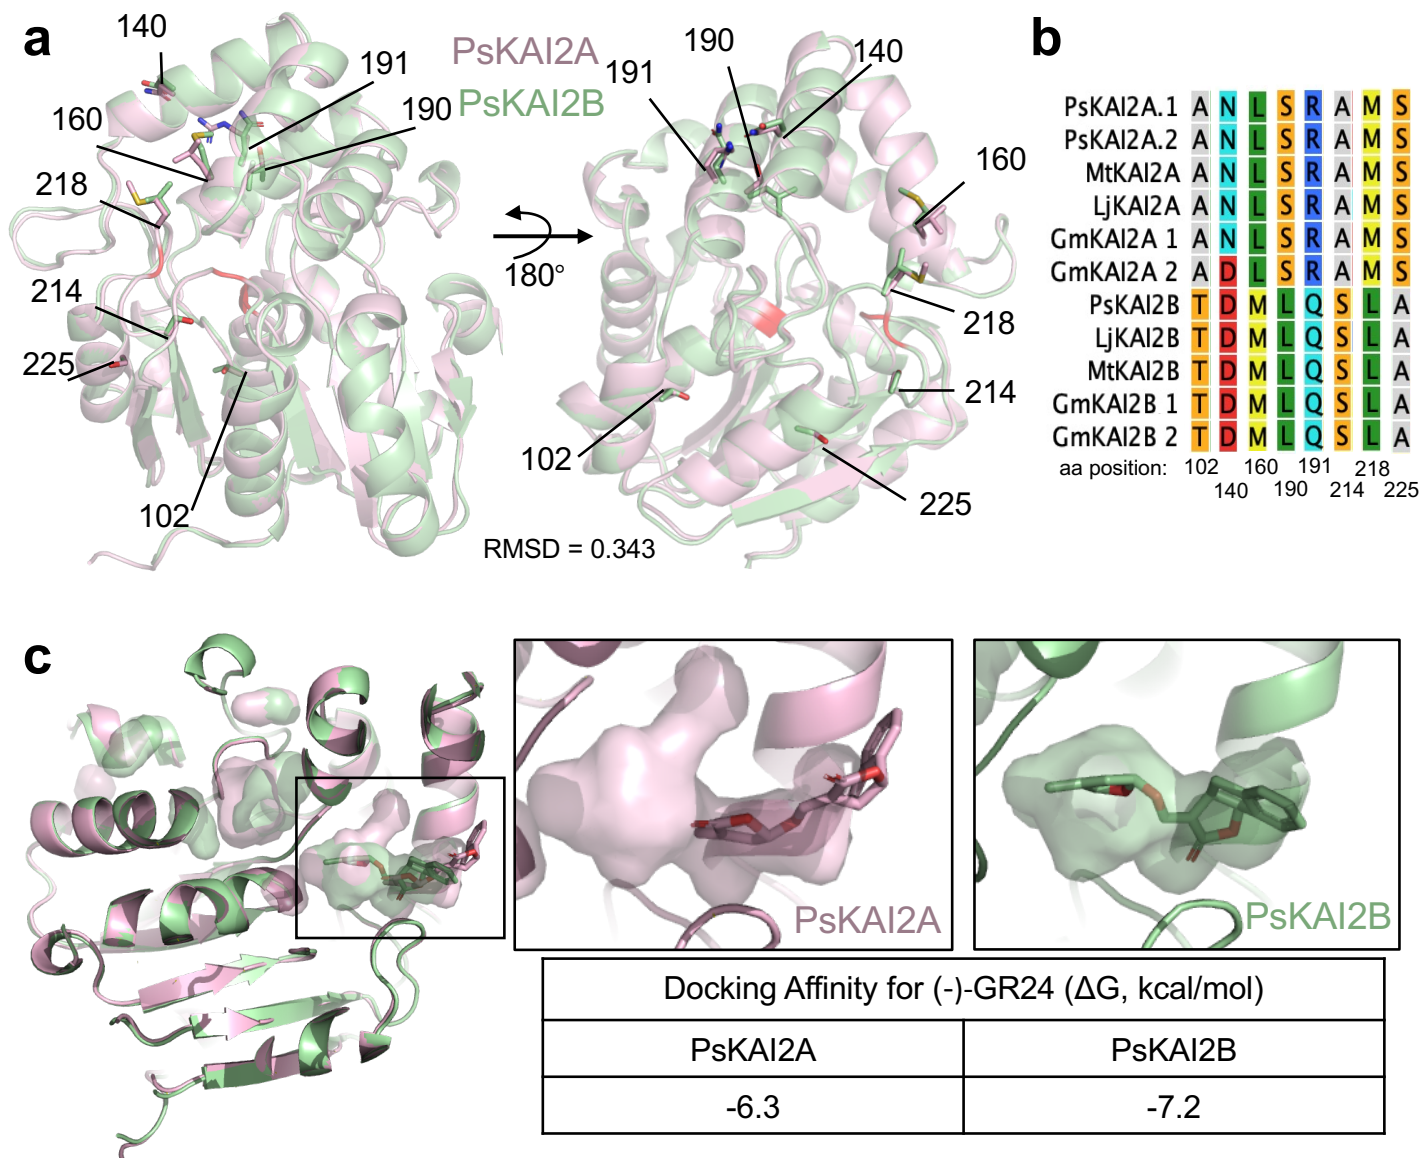 a
140
191
190
160
218
214
225
102
PsKAI2A
PsKAI2B
180°
RMSD = 0.343
190
140
191
160
218
214
102
225
b
PsKAI2A.1 A N L S R A M S
PsKAI2A.2 A N L S R A M S
MtKAI2A A N L S R A M S
LjKAI2A A N L S R A M S
GmKAI2A 1 A N L S R A M S
GmKAI2A 2 A D L S R A M S
PsKAI2B T D M L Q S L A
LjKAI2B T D M L Q S L A
MtKAI2B T D M L Q S L A
GmKAI2B 1 T D M L Q S L A
GmKAI2B 2 T D M L Q S L A
aa position: 102 160 191 218
140 190 214 225
c
PsKAI2A
PsKAI2B
Docking Affinity for (-)-GR24 (ΔG, kcal/mol)
PsKAI2A PsKAI2B
-6.3 -7.2